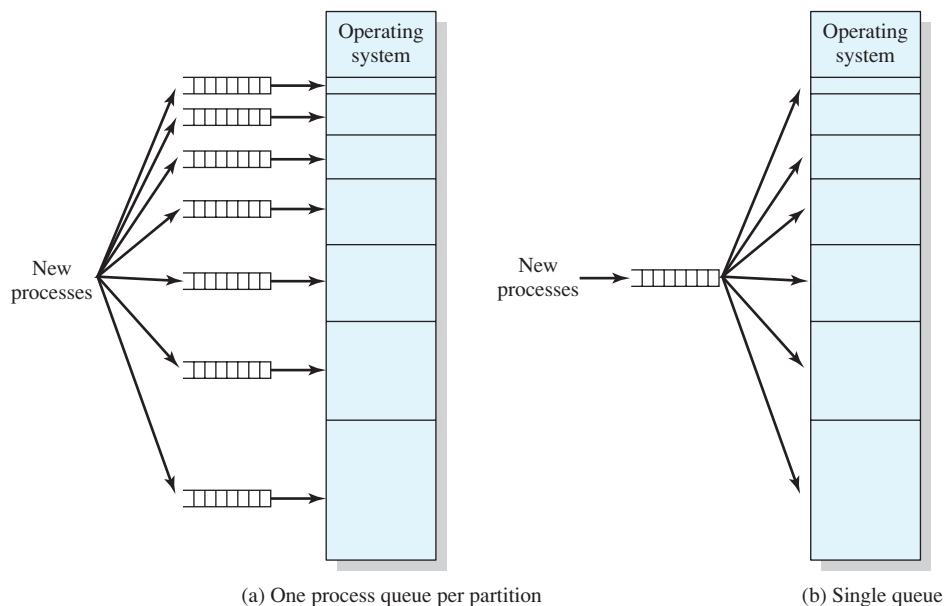 Operating
system
New
processes
(a) One process queue per partition
Operating
system
New
processes
(b) Single queue